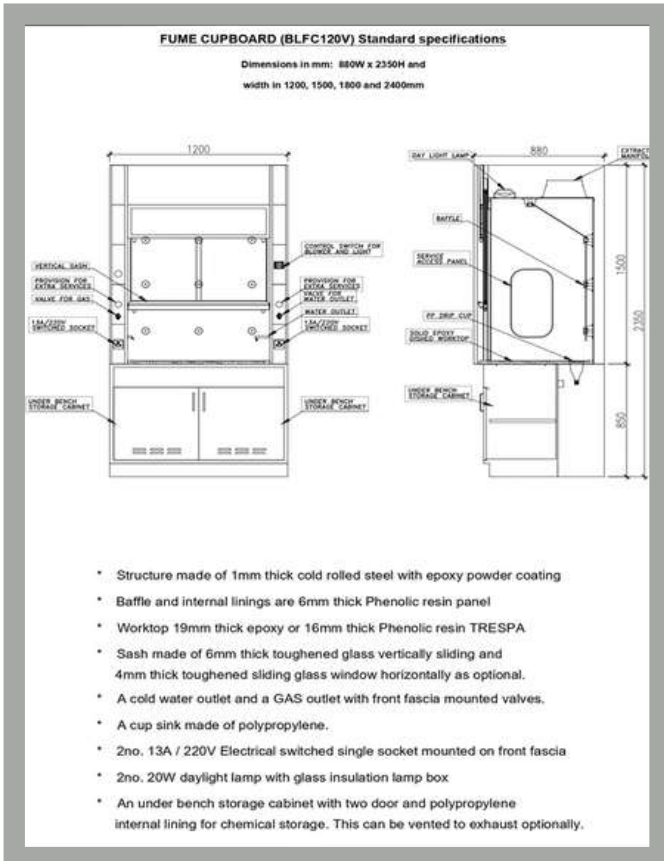 FUME CUPBOARD (BLFC120V) Standard specifications
Dimensions in mm: 880W x 2350H and
width in 1200, 1500, 1800 and 2400mm
1200
VERTICAL SASH
PROVISION FOR
EXTRA SERVICES
VALVE FOR GAS
13A/220V
SWITCHED SOCKET
UNDER BENCH
STORAGE CABINET
CONTROL SWITCH FOR
BLOWER AND LIGHT
PROVISION FOR
EXTRA SERVICES
VALVE FOR
WATER OUTLET
WATER OUTLET
13A/220V
SWITCHED SOCKET
UNDER BENCH
STORAGE CABINET
880
DAY LIGHT LAMP
EXTRACT
MANIFOL
BAFFLE
SERVICE
ACCESS PANEL
PP DRIP CUP
SOLID EPOXY
DISHED WORKTOP
UNDER BENCH
STORAGE CABINET
1500
2350
850
* Structure made of 1mm thick cold rolled steel with epoxy powder coating
* Baffle and internal linings are 6mm thick Phenolic resin panel
* Worktop 19mm thick epoxy or 16mm thick Phenolic resin TRESPA
* Sash made of 6mm thick toughened glass vertically sliding and
4mm thick toughened sliding glass window horizontally as optional.
* A cold water outlet and a GAS outlet with front fascia mounted valves.
* A cup sink made of polypropylene.
* 2no. 13A / 220V Electrical switched single socket mounted on front fascia
* 2no. 20W daylight lamp with glass insulation lamp box
* An under bench storage cabinet with two door and polypropylene
internal lining for chemical storage. This can be vented to exhaust optionally.